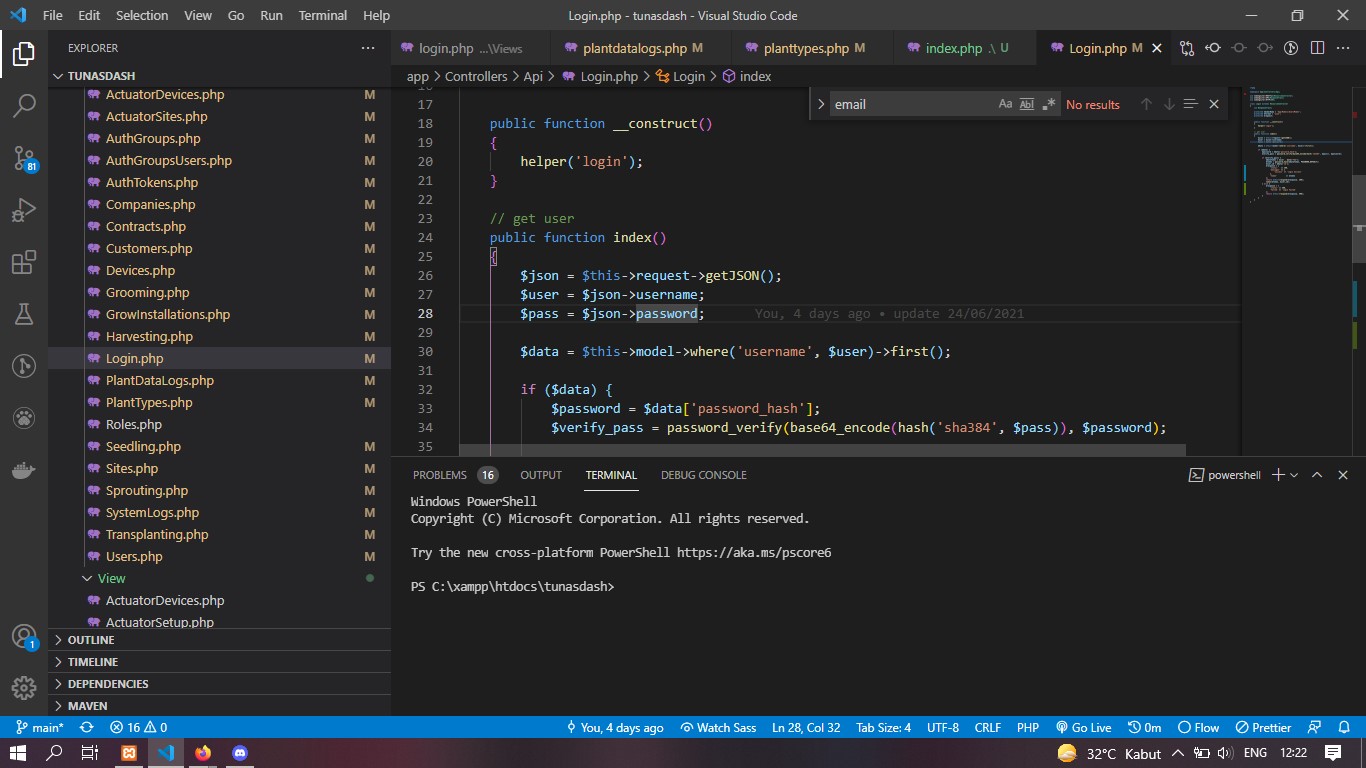 File Edit Selection View Go Run Terminal Help
Login.php - tunasdash - Visual Studio Code
EXPLORER
TUNASDASH
ActuatorDevices.php M
ActuatorSites.php M
AuthGroups.php M
AuthGroupsUsers.php M
AuthTokens.php M
Companies.php M
Contracts.php M
Customers.php M
Devices.php M
Grooming.php M
GrowInstallations.php M
Harvesting.php M
Login.php M
PlantDataLogs.php M
PlantTypes.php M
Roles.php
Seedling.php M
Sites.php M
Sprouting.php M
SystemLogs.php M
Transplanting.php M
Users.php M
View
ActuatorDevices.php
ActuatorSetup.php
OUTLINE
TIMELINE
DEPENDENCIES
MAVEN
81
1
login.php ...\Views plantdatalogs.php M planttypes.php M index.php .\ U Login.php M
app > Controllers > Api > Login.php > Login > index
email Aa Abl .* No results
16
17
18 public function __construct()
19 {
20 helper('login');
21 }
22
23 // get user
24 public function index()
25 {
26 $json = $this->request->getJSON();
27 $user = $json->username;
28 $pass = $json->password; You, 4 days ago • update 24/06/2021
29
30 $data = $this->model->where('username', $user)->first();
31
32 if ($data) {
33 $password = $data['password_hash'];
34 $verify_pass = password_verify(base64_encode(hash('sha384', $pass)), $password);
35
PROBLEMS 16 OUTPUT TERMINAL DEBUG CONSOLE powershell
Windows PowerShell
Copyright (C) Microsoft Corporation. All rights reserved.
Try the new cross-platform PowerShell https://aka.ms/pscore6
PS C:\xampp\htdocs\tunasdash>
main* 16 0 You, 4 days ago Watch Sass Ln 28, Col 32 Tab Size: 4 UTF-8 CRLF PHP Go Live 0m Flow Prettier
32°C Kabut ENG 12:22